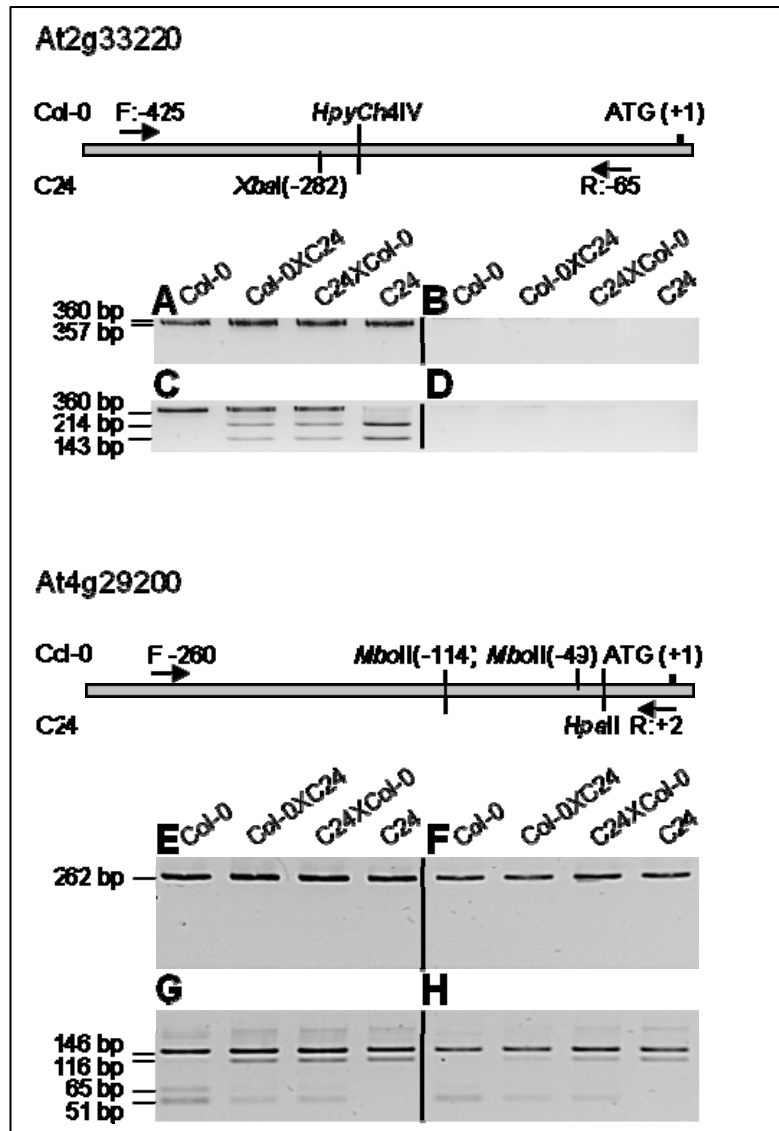 At2g33220
Col-0 F:-425 HpyCh4IV ATG (+1)
C24 XbaI(-282) R:-65
A Col-0 Col-0XC24 C24XCol-0 C24 B Col-0 Col-0XC24 C24XCol-0 C24
360 bp
357 bp
C D
360 bp
214 bp
143 bp
At4g29200
Col-0 F -260 MboII(-114) MboII(-49) ATG (+1)
C24 HpaII R:+2
E Col-0 Col-0XC24 C24XCol-0 C24 F Col-0 Col-0XC24 C24XCol-0 C24
262 bp
G H
146 bp
116 bp
65 bp
51 bp